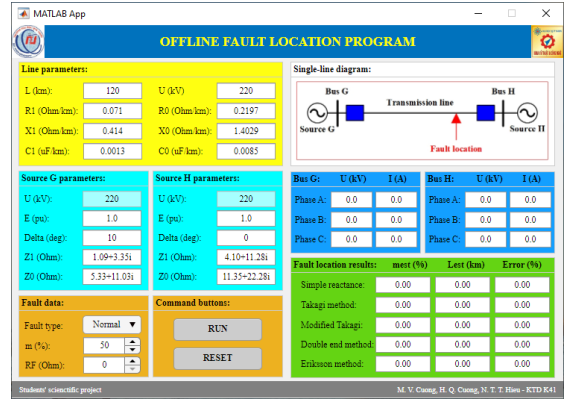 MATLAB App
OFFLINE FAULT LOCATION PROGRAM
Line parameters:
L (km): 120 U (kV) 220
R1 (Ohm/km): 0.071 R0 (Ohm/km): 0.2197
X1 (Ohm/km): 0.414 X0 (Ohm/km): 1.4029
C1 (uF/km): 0.0013 C0 (uF/km): 0.0085
Single-line diagram:
Bus G Bus H
Transmission line
Source G Source H
Fault location
Source G parameters:
U (kV): 220
E (pu): 1.0
Delta (deg): 10
Z1 (Ohm): 1.09+3.35i
Z0 (Ohm): 5.33+11.03i
Source H parameters:
U (kV): 220
E (pu): 1.0
Delta (deg): 0
Z1 (Ohm): 4.10+11.28i
Z0 (Ohm): 11.35+22.28i
Bus G: U (kV) I (A)
Phase A: 0.0 0.0
Phase B: 0.0 0.0
Phase C: 0.0 0.0
Bus H: U (kV) I (A)
Phase A: 0.0 0.0
Phase B: 0.0 0.0
Phase C: 0.0 0.0
Fault location results: mest (%) Lest (km) Error (%)
Simple reactance: 0.00 0.00 0.00
Takagi method: 0.00 0.00 0.00
Modified Takagi: 0.00 0.00 0.00
Double end method: 0.00 0.00 0.00
Eriksson method: 0.00 0.00 0.00
Fault data:
Fault type: Normal
m (%): 50
RF (Ohm): 0
Command buttons:
RUN
RESET
Students' scienctific project
M. V. Cuong, H. Q. Cuong, N. T. T. Hieu - KTD K41